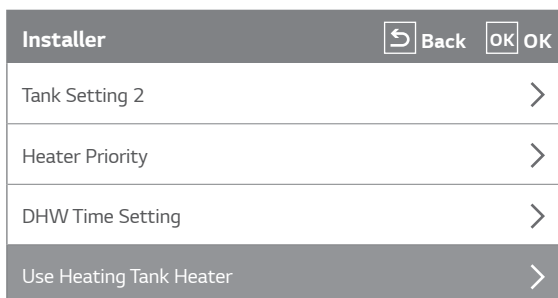 Installer Back OK OK
Tank Setting 2
Heater Priority
DHW Time Setting
Use Heating Tank Heater